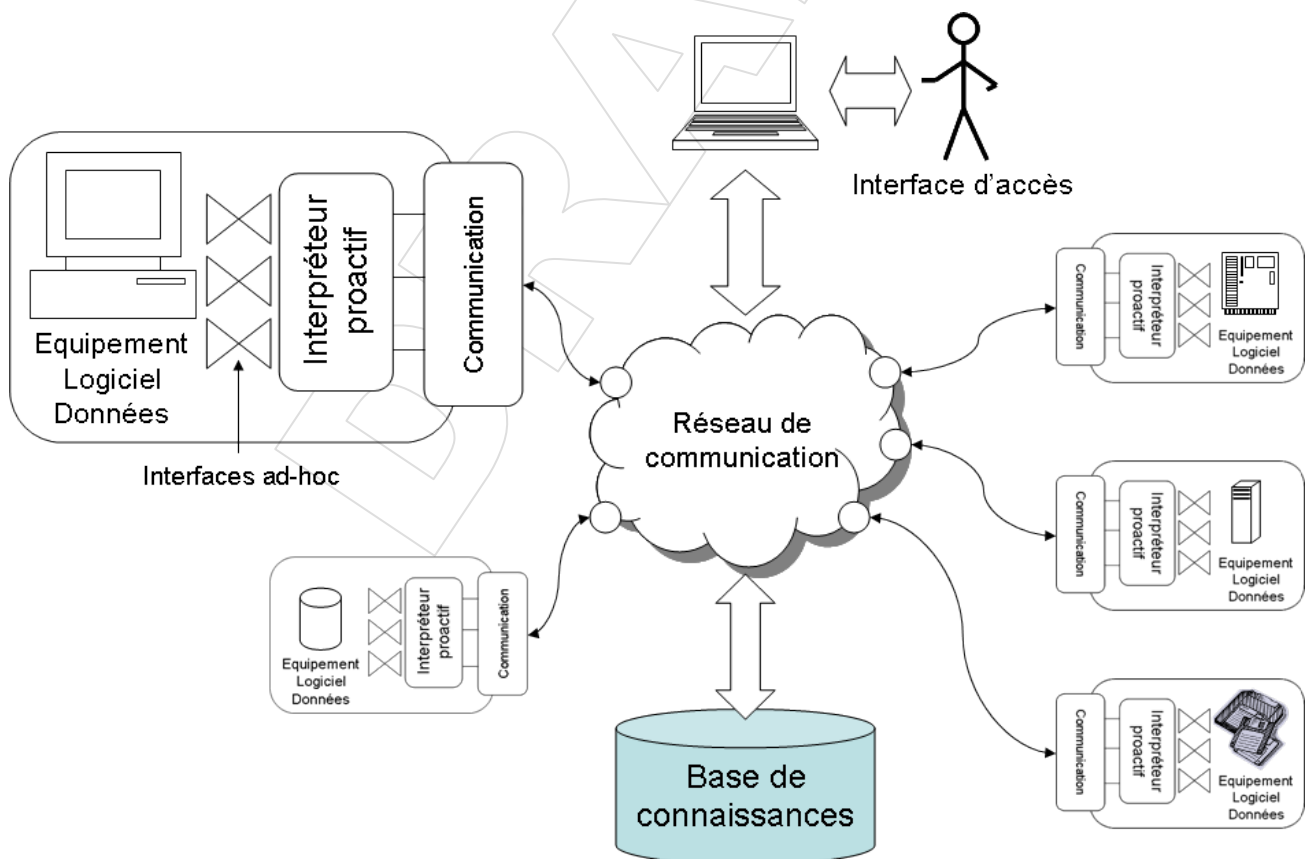 DRA
Interface d'accès
Interpréteur
proactif
Communication
Equipement
Logiciel
Données
Interfaces ad-hoc
Réseau de
communication
Communication
Interpréteur
proactif
Equipement
Logiciel
Données
Communication
Interpréteur
proactif
Equipement
Logiciel
Données
Interpréteur
proactif
Communication
Equipement
Logiciel
Données
Communication
Interpréteur
proactif
Equipement
Logiciel
Données
Base de
connaissances